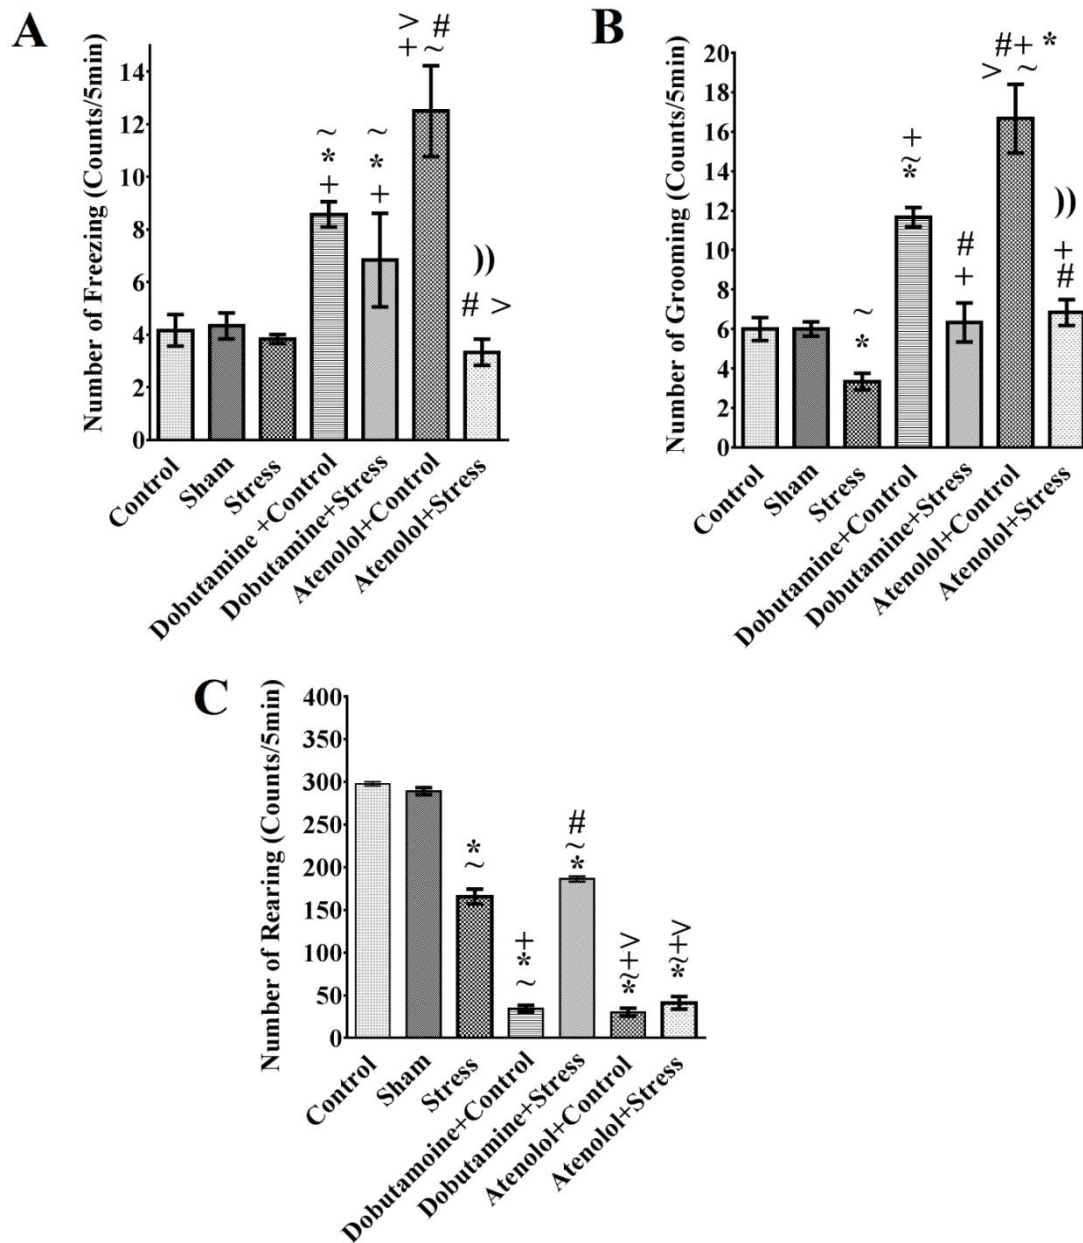 A
Number of Freezing (Counts/5min)
14
12
10
8
6
4
2
0
> #
+ ~
~
*
+
~
*
+
))
# >
Control
Sham
Stress
Dobutamine +Control
Dobutamine+Stress
Atenolol+Control
Atenolol+Stress
B
Number of Grooming (Counts/5min)
20
18
16
14
12
10
8
6
4
2
0
~
*
+
~
*
#
+
#+ *
> ~
))
+
#
Control
Sham
Stress
Dobutamine+Control
Dobutamine+Stress
Atenolol+Control
Atenolol+Stress
C
Number of Rearing (Counts/5min)
400
350
300
250
200
150
100
50
0
*
~
+
*
~
#
~
*
*~+>
*~+>
Control
Sham
Stress
Dobutamoine+Control
Dobutamine+Stress
Atenolol+Control
Atenolol+Stress